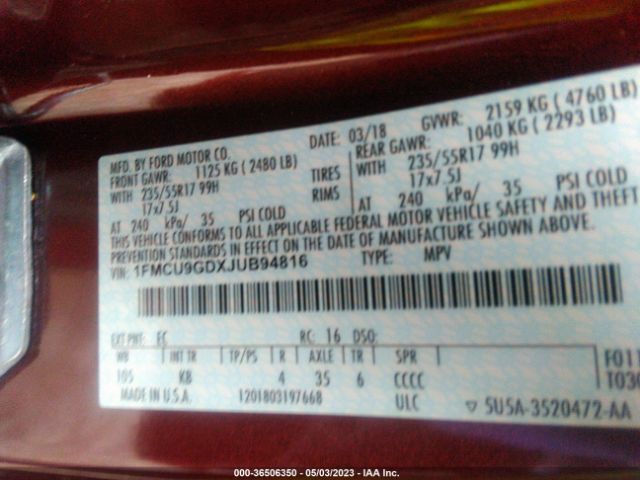 MFD. BY FORD MOTOR CO. DATE: 03/18 GVWR: 2159 KG ( 4760 LB)
FRONT GAWR: 1125 KG ( 2480 LB) REAR GAWR: 1040 KG ( 2293 LB)
WITH 235/55R17 99H TIRES WITH 235/55R17 99H
17x7.5J RIMS 17x7.5J
AT 240 kPa/ 35 PSI COLD AT 240 kPa/ 35 PSI COLD
THIS VEHICLE CONFORMS TO ALL APPLICABLE FEDERAL MOTOR VEHICLE SAFETY AND THEFT
PREVENTION STANDARDS IN EFFECT ON THE DATE OF MANUFACTURE SHOWN ABOVE.
VIN: 1FMCU9GDXJUB94816 TYPE: MPV
EXT PNT: EC RC: 16 DSO:
WB INT TR TP/PS R AXLE TR SPR
105 KB 4 35 6 CCCC
MADE IN U.S.A. 1201803197668 ULC ▽ 5U5A-3520472-AA
000-36506350 - 05/03/2023 - IAA Inc.